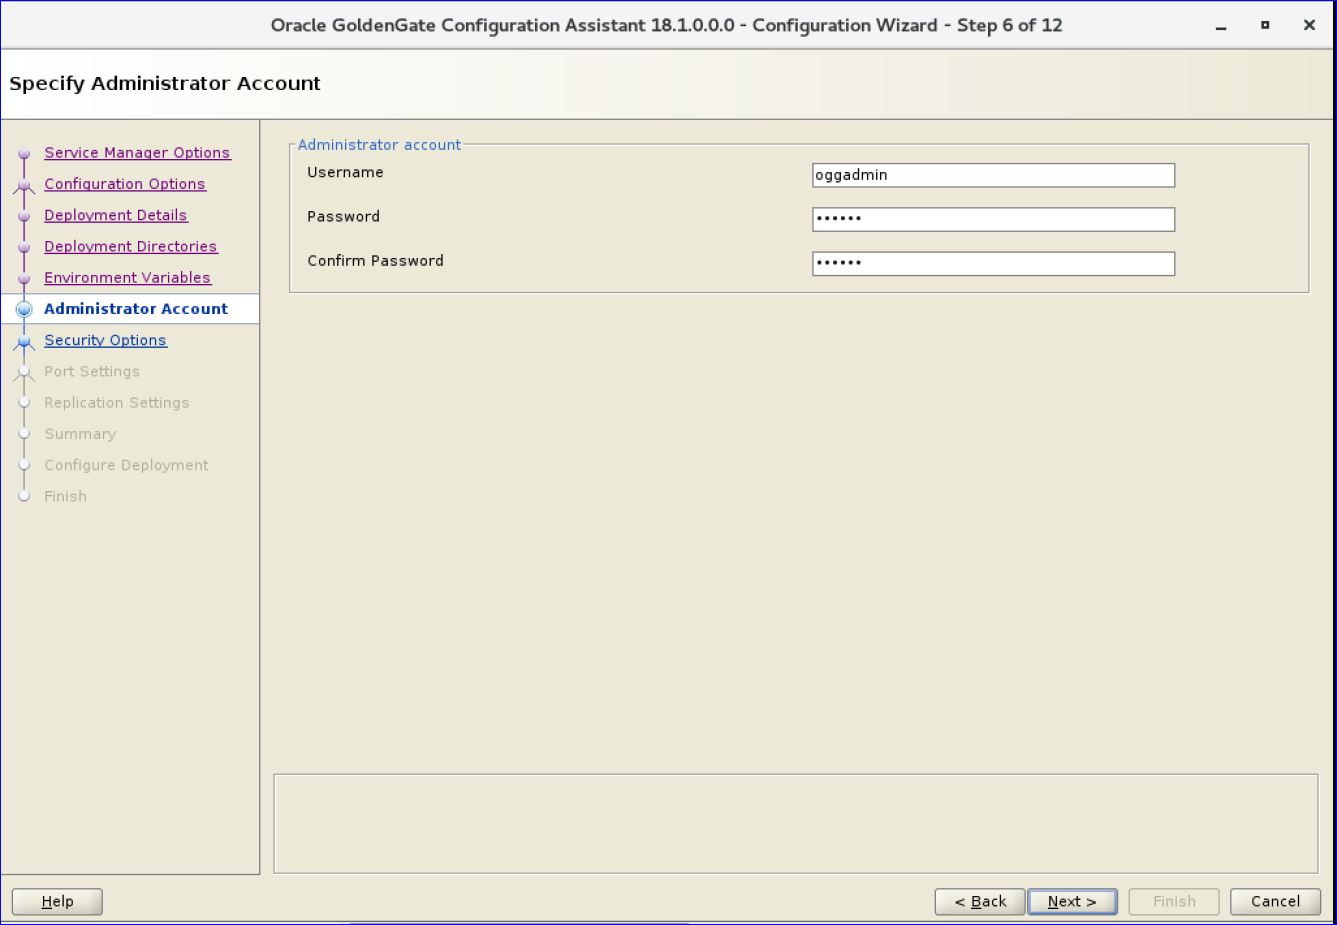 Oracle GoldenGate Configuration Assistant 18.1.0.0.0 - Configuration Wizard - Step 6 of 12
Specify Administrator Account
Service Manager Options
Configuration Options
Deployment Details
Deployment Directories
Environment Variables
Administrator Account
Security Options
Port Settings
Replication Settings
Summary
Configure Deployment
Finish
Administrator account
Username oggadmin
Password ••••••
Confirm Password ••••••
Help < Back Next > Finish Cancel